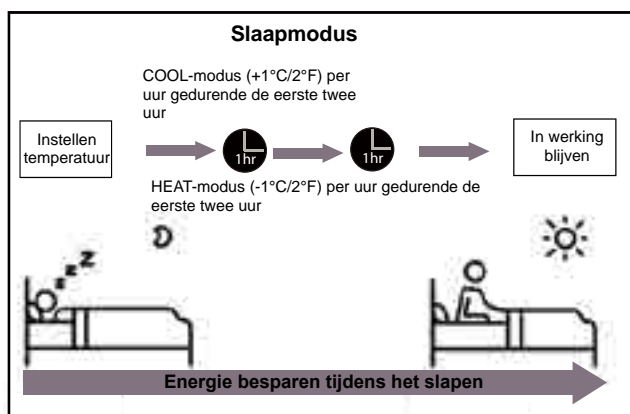 Slaapmodus
COOL-modus (+1°C/2°F) per
uur gedurende de eerste twee
uur
Instellen
temperatuur
1hr
1hr
In werking
blijven
HEAT-modus (-1°C/2°F) per uur gedurende de
eerste twee uur
z z z
Energie besparen tijdens het slapen